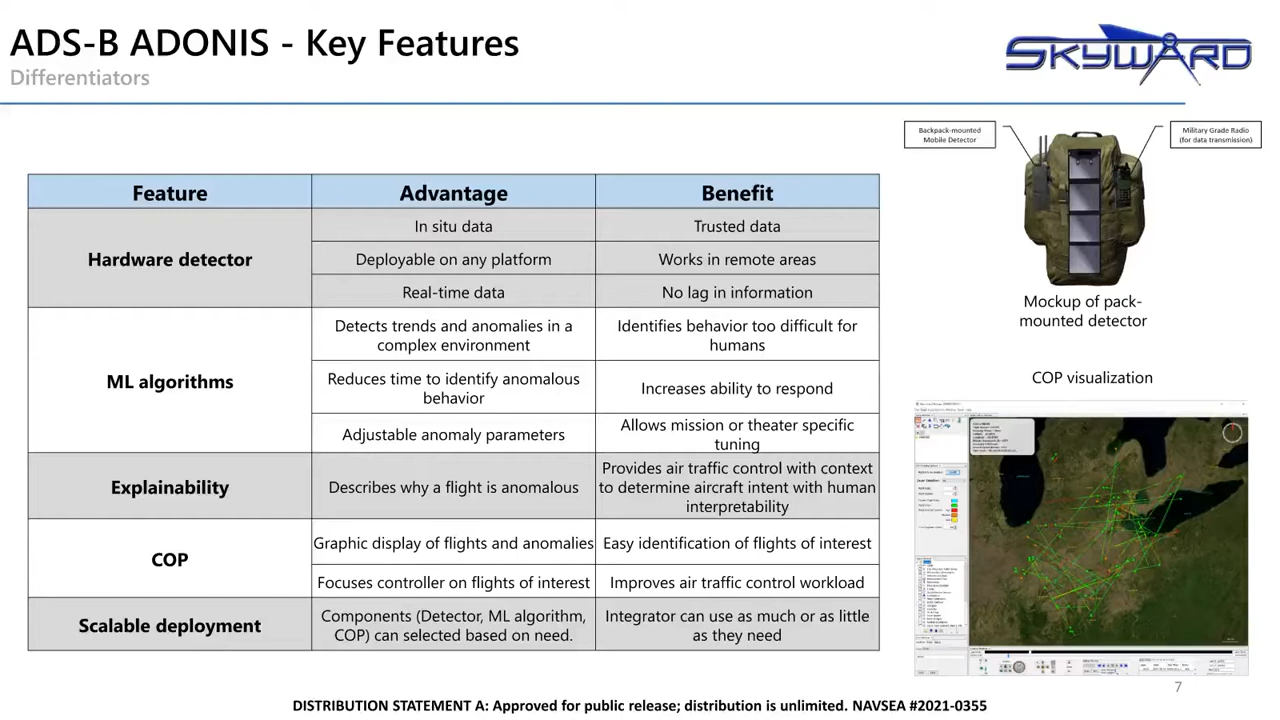 ADS-B ADONIS - Key Features
Differentiators
SKYWARD
Backpack-mounted
Mobile Detector
Military Grade Radio
(for data transmission)
Mockup of pack-
mounted detector
COP visualization
Feature
Advantage
Benefit
Hardware detector
In situ data
Trusted data
Deployable on any platform
Works in remote areas
Real-time data
No lag in information
ML algorithms
Detects trends and anomalies in a
complex environment
Identifies behavior too difficult for
humans
Reduces time to identify anomalous
behavior
Increases ability to respond
Adjustable anomaly parameters
Allows mission or theater specific
tuning
Explainability
Describes why a flight is anomalous
Provides air traffic control with context
to determine aircraft intent with human
interpretability
COP
Graphic display of flights and anomalies
Easy identification of flights of interest
Focuses controller on flights of interest
Improve air traffic control workload
Scalable deployment
Components (Detector, ML algorithm,
COP) can selected based on need.
Integrator can use as much or as little
as they need
7
DISTRIBUTION STATEMENT A: Approved for public release; distribution is unlimited. NAVSEA #2021-0355